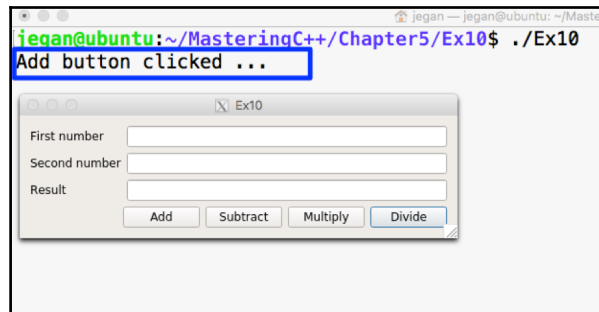 jegan — jegan@ubuntu: ~/Maste
jegan@ubuntu:~/MasteringC++/Chapter5/Ex10$ ./Ex10
Add button clicked ...
Ex10
First number
Second number
Result
Add Subtract Multiply Divide